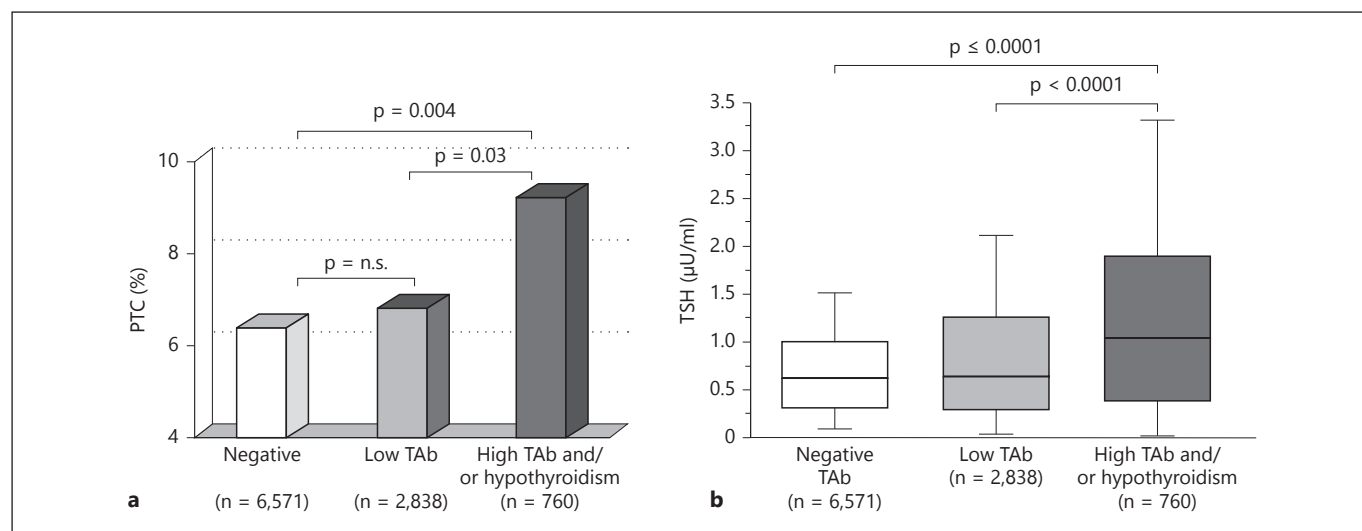 p = 0.004
p = 0.03
p = n.s.
PTC (%)
10
8
6
4
Negative
(n = 6,571)
Low TAb
(n = 2,838)
High TAb and/
or hypothyroidism
(n = 760)
a
p ≤ 0.0001
p < 0.0001
TSH (µU/ml)
3.5
3.0
2.5
2.0
1.5
1.0
0.5
0
Negative
TAb
(n = 6,571)
Low TAb
(n = 2,838)
High TAb and/
or hypothyroidism
(n = 760)
b